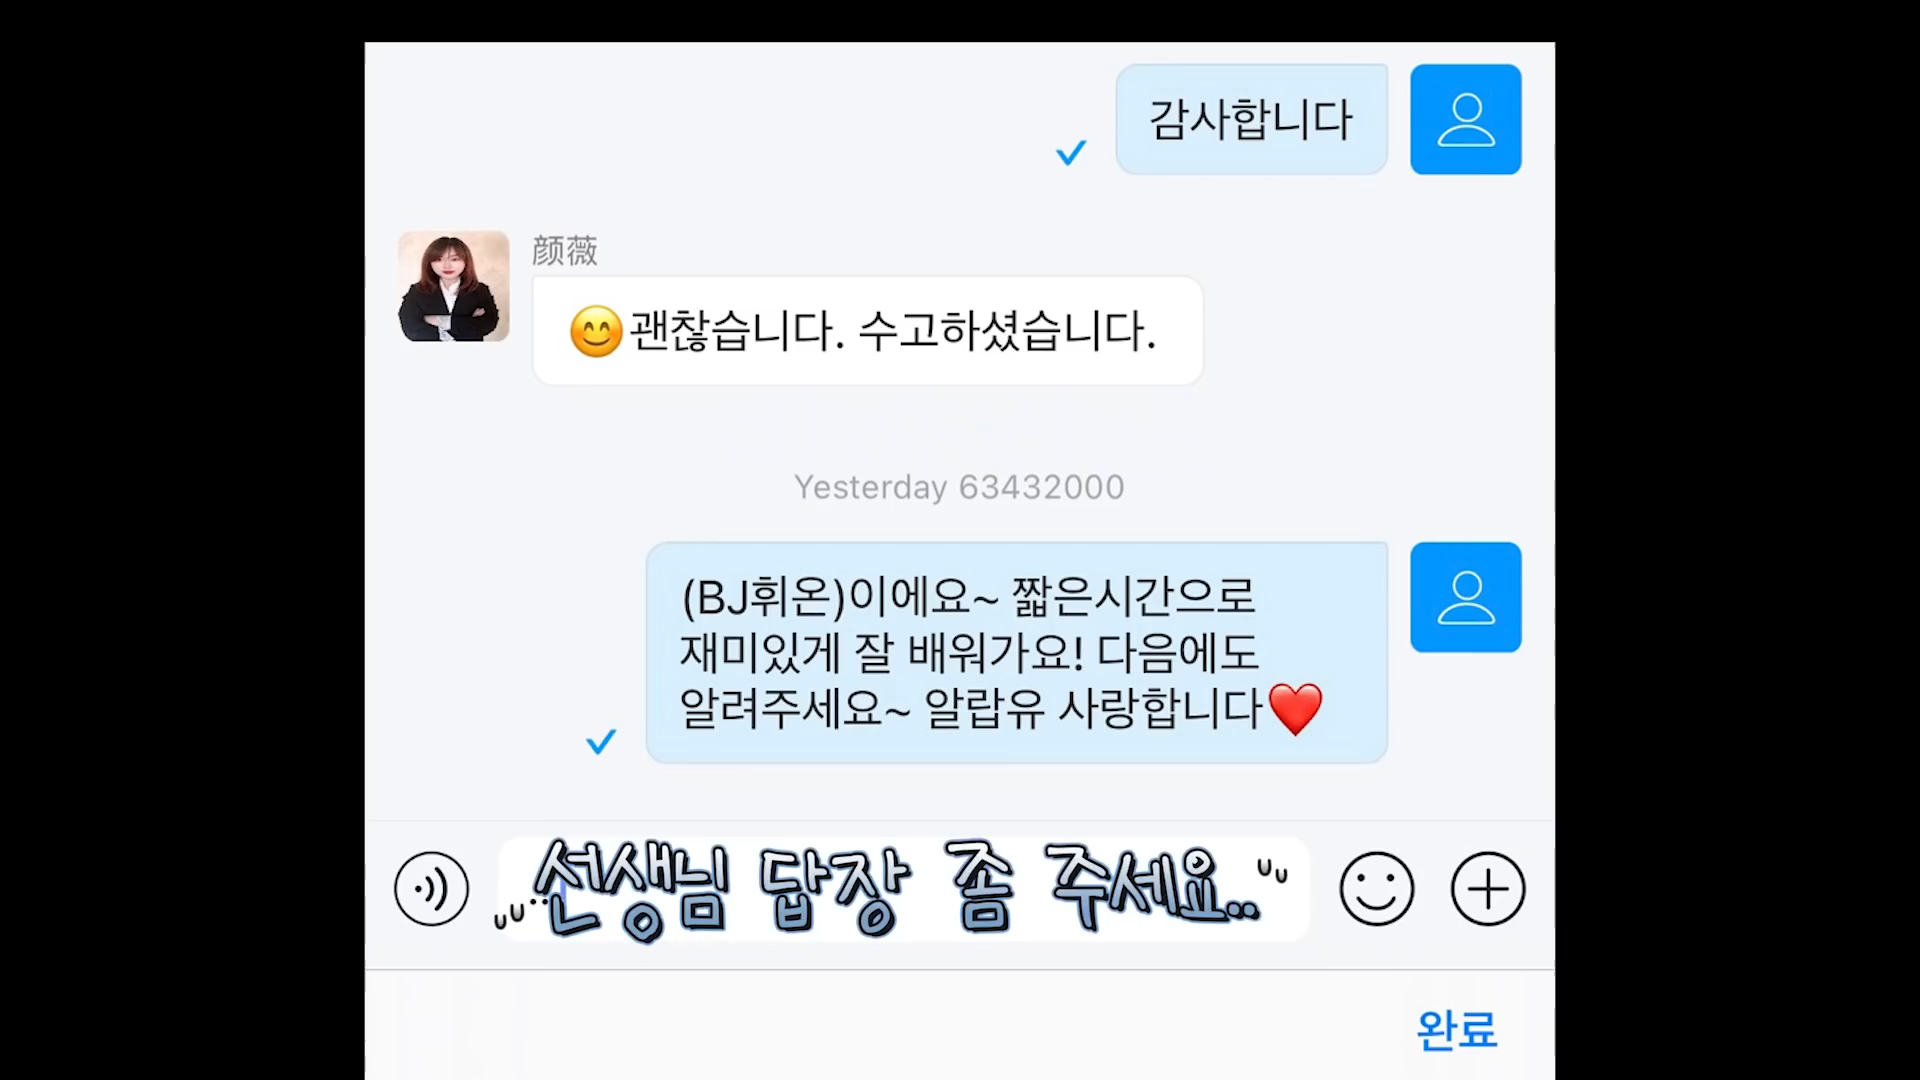 감사합니다
颜薇
😊괜찮습니다. 수고하셨습니다.
Yesterday 63432000
(BJ휘온)이에요~ 짧은시간으로
재미있게 잘 배워가요! 다음에도
알려주세요~ 알랍유 사랑합니다❤️
선생님 답장 좀 주세요..
완료